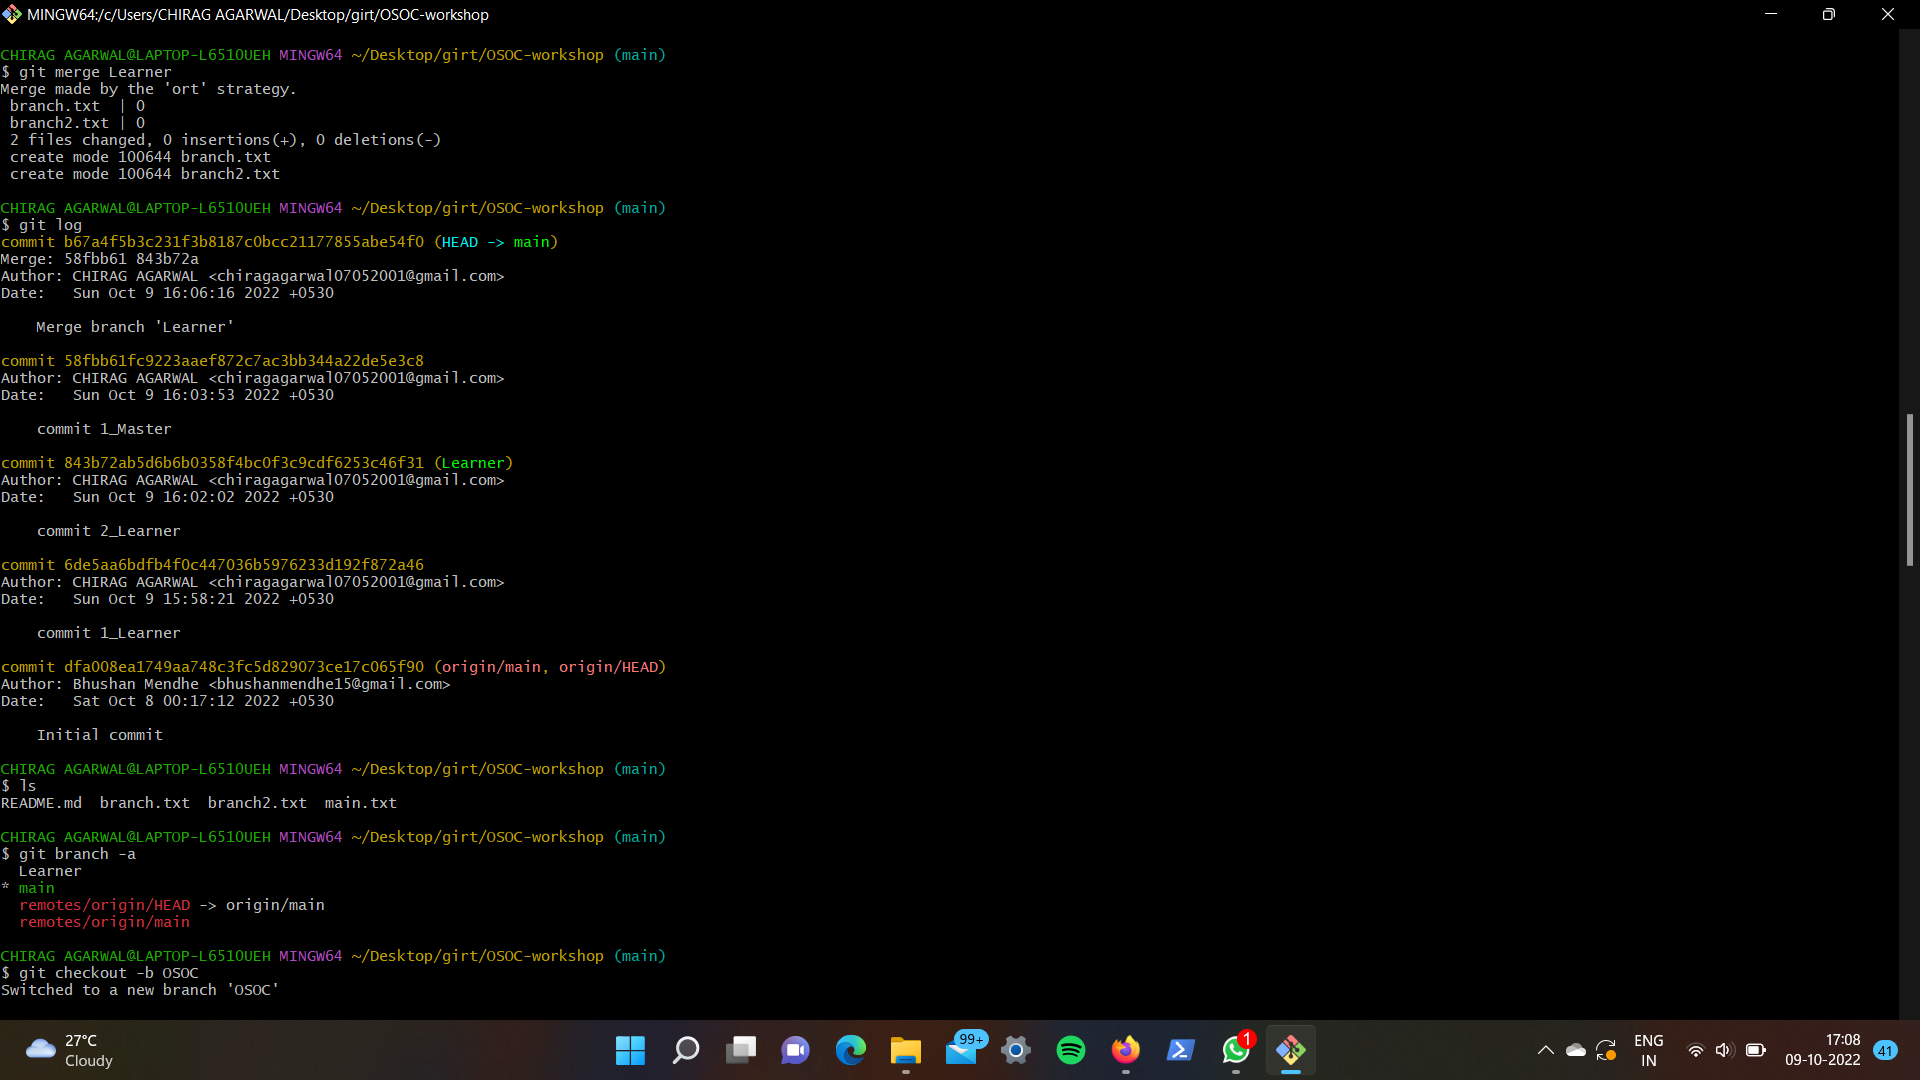 MINGW64:/c/Users/CHIRAG AGARWAL/Desktop/girt/OSOC-workshop
CHIRAG AGARWAL@LAPTOP-L651OUEH MINGW64 ~/Desktop/girt/OSOC-workshop (main)
$ git merge Learner
Merge made by the 'ort' strategy.
 branch.txt  | 0
 branch2.txt | 0
 2 files changed, 0 insertions(+), 0 deletions(-)
 create mode 100644 branch.txt
 create mode 100644 branch2.txt
CHIRAG AGARWAL@LAPTOP-L651OUEH MINGW64 ~/Desktop/girt/OSOC-workshop (main)
$ git log
commit b67a4f5b3c231f3b8187c0bcc21177855abe54f0 (HEAD -> main)
Merge: 58fbb61 843b72a
Author: CHIRAG AGARWAL <chiragagarwal07052001@gmail.com>
Date:   Sun Oct 9 16:06:16 2022 +0530
    Merge branch 'Learner'
commit 58fbb61fc9223aaef872c7ac3bb344a22de5e3c8
Author: CHIRAG AGARWAL <chiragagarwal07052001@gmail.com>
Date:   Sun Oct 9 16:03:53 2022 +0530
    commit 1_Master
commit 843b72ab5d6b6b0358f4bc0f3c9cdf6253c46f31 (Learner)
Author: CHIRAG AGARWAL <chiragagarwal07052001@gmail.com>
Date:   Sun Oct 9 16:02:02 2022 +0530
    commit 2_Learner
commit 6de5aa6bdfb4f0c447036b5976233d192f872a46
Author: CHIRAG AGARWAL <chiragagarwal07052001@gmail.com>
Date:   Sun Oct 9 15:58:21 2022 +0530
    commit 1_Learner
commit dfa008ea1749aa748c3fc5d829073ce17c065f90 (origin/main, origin/HEAD)
Author: Bhushan Mendhe <bhushanmendhe15@gmail.com>
Date:   Sat Oct 8 00:17:12 2022 +0530
    Initial commit
CHIRAG AGARWAL@LAPTOP-L651OUEH MINGW64 ~/Desktop/girt/OSOC-workshop (main)
$ ls
README.md  branch.txt  branch2.txt  main.txt
CHIRAG AGARWAL@LAPTOP-L651OUEH MINGW64 ~/Desktop/girt/OSOC-workshop (main)
$ git branch -a
  Learner
* main
  remotes/origin/HEAD -> origin/main
  remotes/origin/main
CHIRAG AGARWAL@LAPTOP-L651OUEH MINGW64 ~/Desktop/girt/OSOC-workshop (main)
$ git checkout -b OSOC
Switched to a new branch 'OSOC'
27°C
Cloudy
99+
1
ENG
IN
17:08
09-10-2022
41